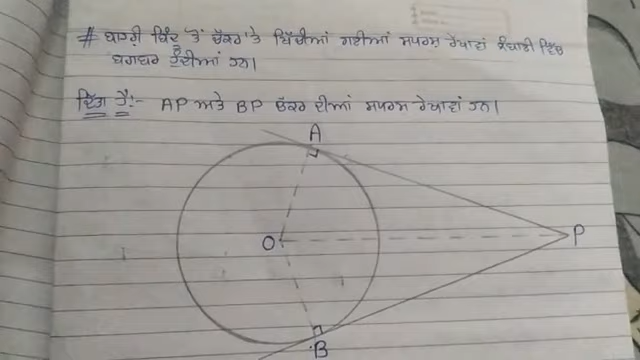 # ਬਾਹਰੀ ਬਿੰਦੂ ਤੋਂ ਚੱਕਰ 'ਤੇ ਖਿੱਚੀਆਂ ਗਈਆਂ ਸਪਰਸ਼ ਰੇਖਾਵਾਂ ਲੰਬਾਈ ਵਿੱਚ
ਬਰਾਬਰ ਹੁੰਦੀਆਂ ਹਨ।
ਦਿੱਤਾ ਹੈ:- AP ਅਤੇ BP ਚੱਕਰ ਦੀਆਂ ਸਪਰਸ਼ ਰੇਖਾਵਾਂ ਹਨ।
A
O
P
B